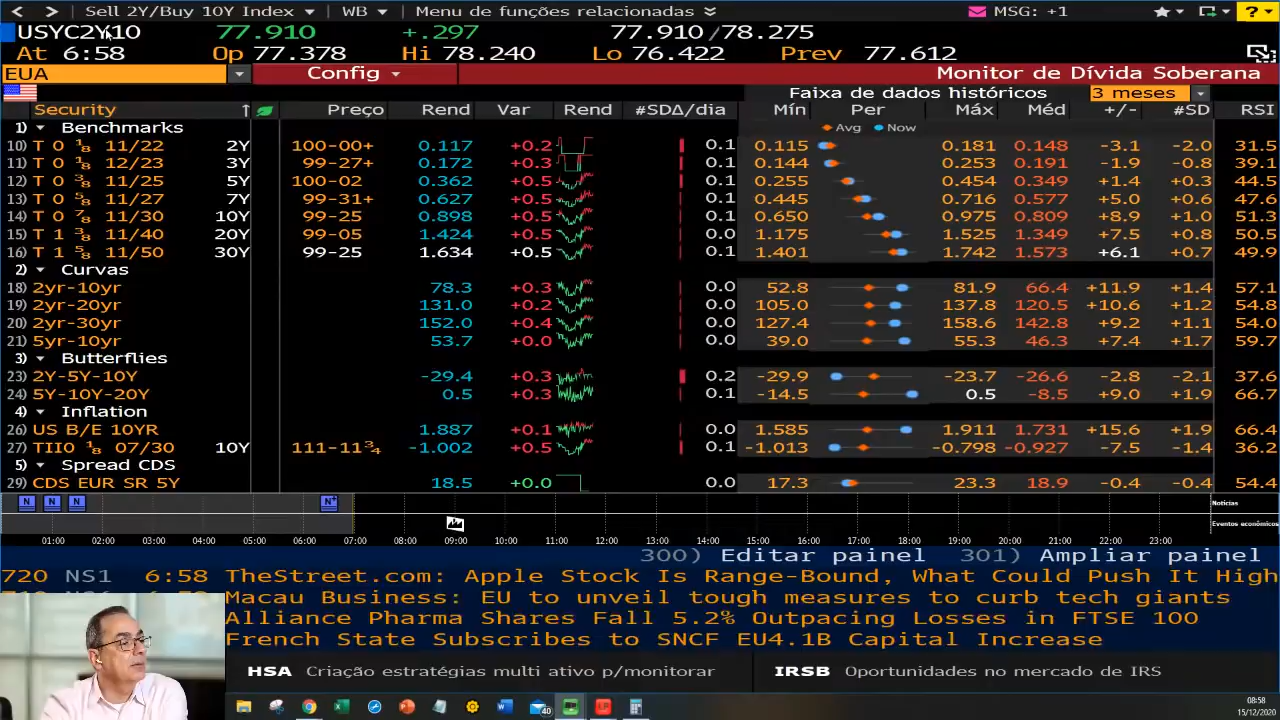 Sell 2Y/Buy 10Y Index WB Menu de funções relacionadas MSG: +1 ?
USYC2Y10 77.910 +.297 77.910 /78.275
At 6:58 Op 77.378 Hi 78.240 Lo 76.422 Prev 77.612
EUA Config Monitor de Dívida Soberana
Faixa de dados históricos 3 meses
Security Preço Rend Var Rend #SDΔ/dia Mín Per Máx Méd +/- #SD RSI
1) Benchmarks Avg Now
10) T 0 ⅛ 11/22 2Y 100-00+ 0.117 +0.2 0.1 0.115 0.181 0.148 -3.1 -2.0 31.5
11) T 0 ⅛ 12/23 3Y 99-27+ 0.172 +0.3 0.1 0.144 0.253 0.191 -1.9 -0.8 39.1
12) T 0 ⅜ 11/25 5Y 100-02 0.362 +0.5 0.1 0.255 0.454 0.349 +1.4 +0.3 44.5
13) T 0 ⅝ 11/27 7Y 99-31+ 0.627 +0.5 0.1 0.445 0.716 0.577 +5.0 +0.6 47.6
14) T 0 ⅞ 11/30 10Y 99-25 0.898 +0.5 0.1 0.650 0.975 0.809 +8.9 +1.0 51.3
15) T 1 ⅜ 11/40 20Y 99-05 1.424 +0.5 0.1 1.175 1.525 1.349 +7.5 +0.8 50.5
16) T 1 ⅝ 11/50 30Y 99-25 1.634 +0.5 0.1 1.401 1.742 1.573 +6.1 +0.7 49.9
2) Curvas
18) 2yr-10yr 78.3 +0.3 0.0 52.8 81.9 66.4 +11.9 +1.4 57.1
19) 2yr-20yr 131.0 +0.2 0.0 105.0 137.8 120.5 +10.6 +1.2 54.8
20) 2yr-30yr 152.0 +0.4 0.0 127.4 158.6 142.8 +9.2 +1.1 54.0
21) 5yr-10yr 53.7 +0.0 0.0 39.0 55.3 46.3 +7.4 +1.7 59.7
3) Butterflies
23) 2Y-5Y-10Y -29.4 +0.3 0.2 -29.9 -23.7 -26.6 -2.8 -2.1 37.6
24) 5Y-10Y-20Y 0.5 +0.3 0.1 -14.5 0.5 -8.5 +9.0 +1.9 66.7
4) Inflation
26) US B/E 10YR 1.887 +0.1 0.0 1.585 1.911 1.731 +15.6 +1.9 66.4
27) TII0 ⅛ 07/30 10Y 111-11¾ -1.002 +0.5 0.1 -1.013 -0.798 -0.927 -7.5 -1.4 36.2
5) Spread CDS
29) CDS EUR SR 5Y 18.5 +0.0 0.0 17.3 23.3 18.9 -0.4 -0.4 54.4
N N N N+ Notícias
Eventos econômicos
01:00 02:00 03:00 04:00 05:00 06:00 07:00 08:00 09:00 10:00 11:00 12:00 13:00 14:00 15:00 16:00 17:00 18:00 19:00 20:00 21:00 22:00 23:00
300) Editar painel 301) Ampliar painel
720 NS1 6:58 TheStreet.com: Apple Stock Is Range-Bound, What Could Push It High
Macau Business: EU to unveil tough measures to curb tech giants
Alliance Pharma Shares Fall 5.2% Outpacing Losses in FTSE 100
French State Subscribes to SNCF EU4.1B Capital Increase
HSA Criação estratégias multi ativo p/monitorar IRSB Oportunidades no mercado de IRS
40 08:58
15/12/2020